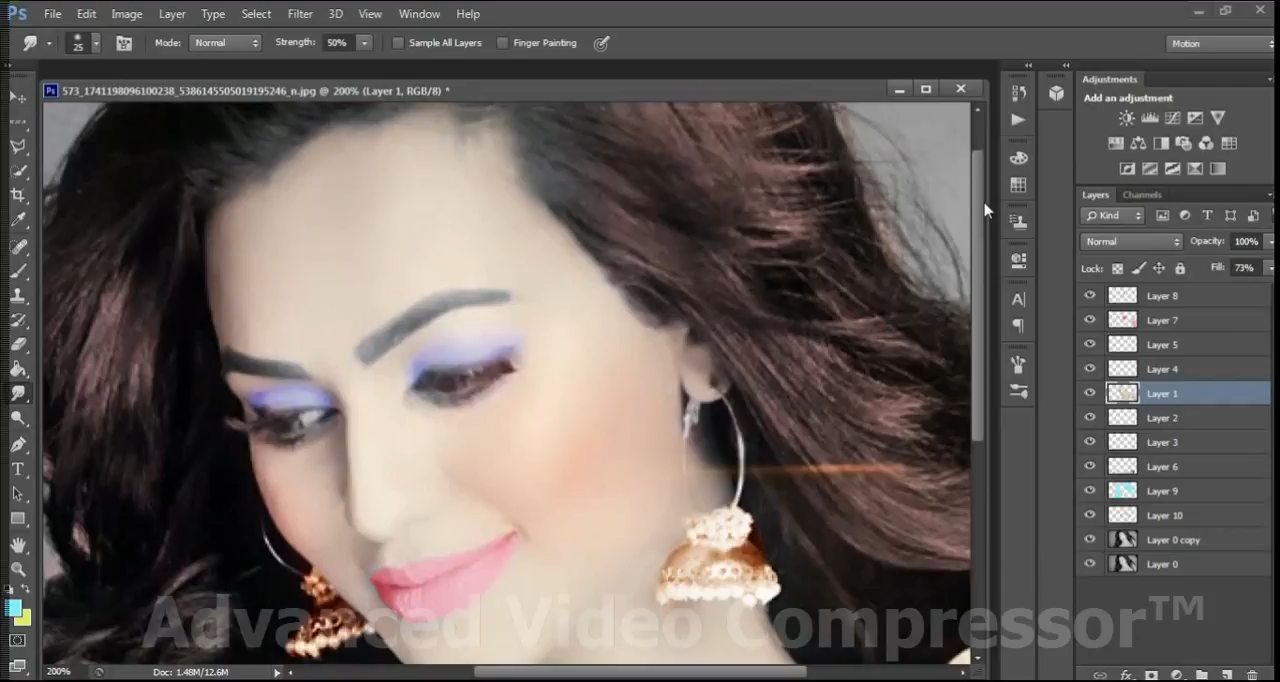 Ps File Edit Image Layer Type Select Filter 3D View Window Help
25 Mode: Normal Strength: 50% Sample All Layers Finger Painting Motion
Ps 573_1741198096100238_5386145505019195246_n.jpg @ 200% (Layer 1, RGB/8) *
Adjustments
Add an adjustment
Layers Channels
Kind T
Normal Opacity: 100%
Lock: Fill: 73%
Layer 8
Layer 7
Layer 5
Layer 4
Layer 1
Layer 2
Layer 3
Layer 6
Layer 9
Layer 10
Layer 0 copy
Layer 0
A
T
Advanced Video Compressor™
200% Doc: 1.48M/12.6M
fx